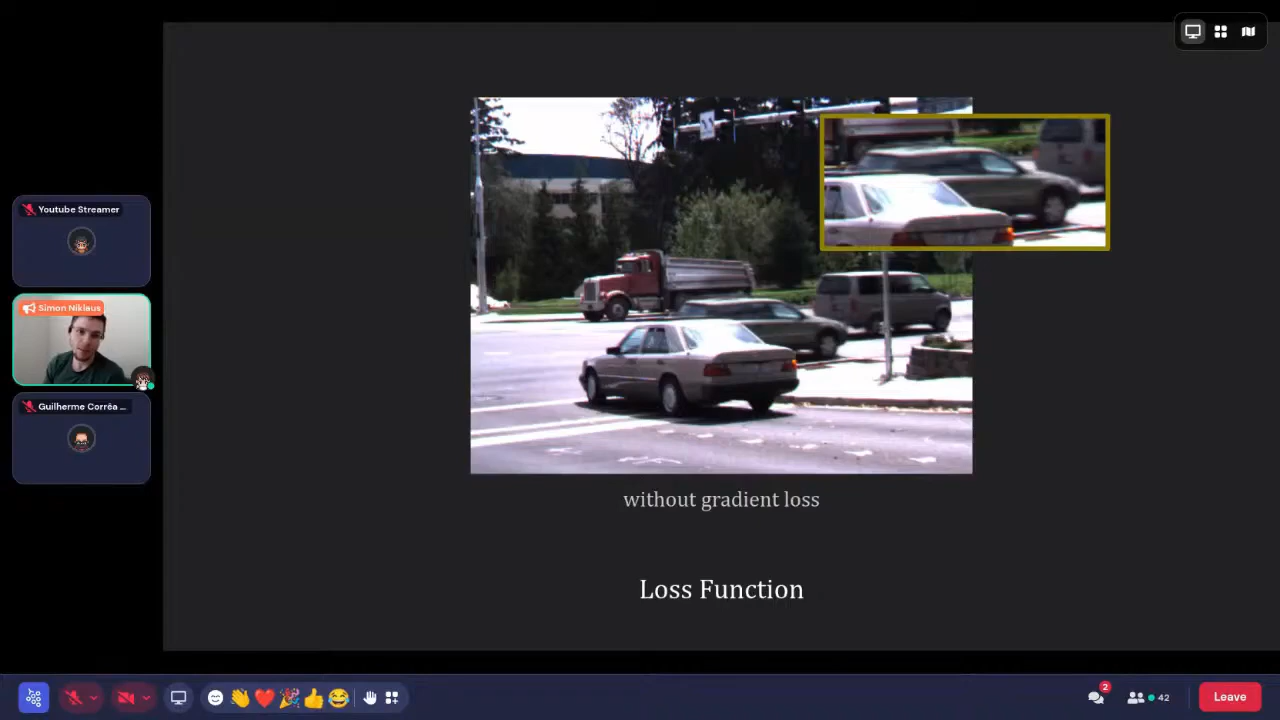 Youtube Streamer
Simon Niklaus
Guilherme Corrêa ...
without gradient loss
Loss Function
2
42
Leave